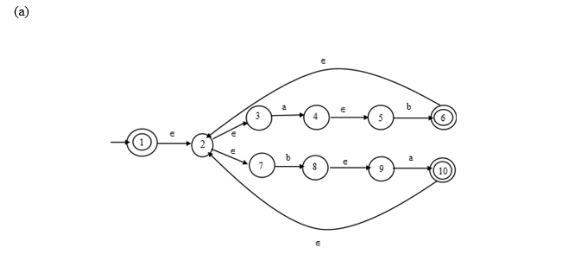 (a)
∈
3 a 4 ∈ 5 b 6
1 ∈ 2 ∈
∈ 7 b 8 ∈ 9 a 10
∈